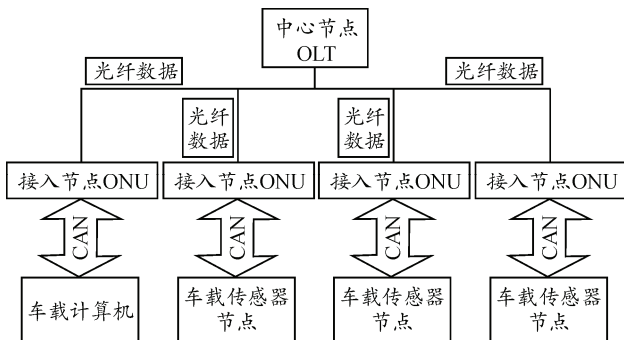 中心节点
OLT
光纤数据
光纤数据
光纤
数据
光纤
数据
接入节点ONU
接入节点ONU
接入节点ONU
接入节点ONU
CAN
CAN
CAN
CAN
车载计算机
车载传感器
节点
车载传感器
节点
车载传感器
节点